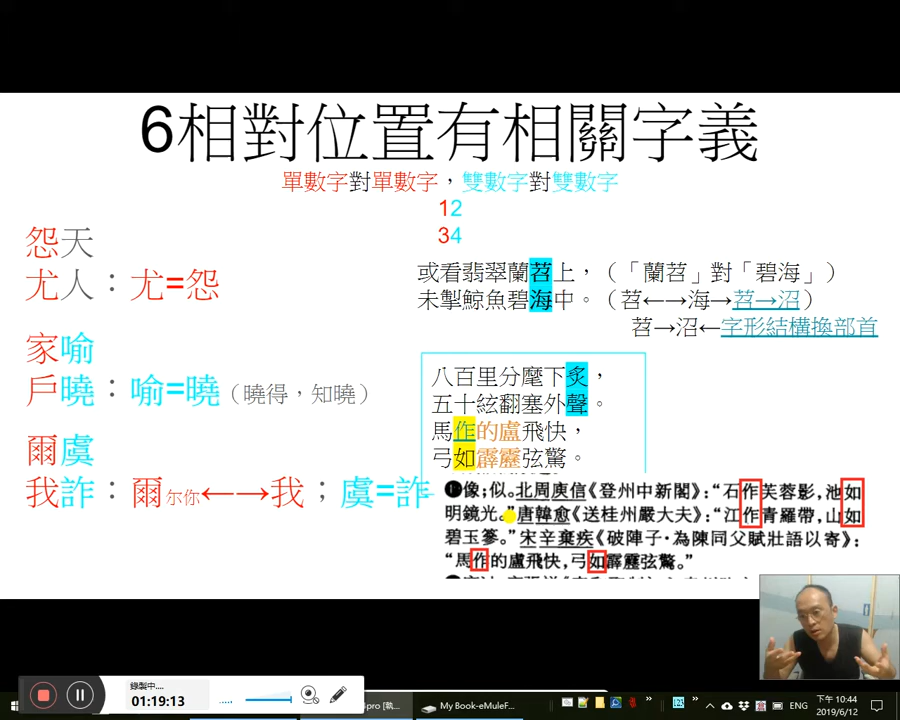 6相對位置有相關字義
單數字對單數字，雙數字對雙數字
12
34
怨天
尤人：尤=怨
家喻
戶曉：喻=曉（曉得，知曉）
爾虞
我詐：爾尔你←→我；虞=詐
或看翡翠蘭苕上，（「蘭苕」對「碧海」）
未掣鯨魚碧海中。（苕←→海→苕→沼）
苕→沼←字形結構換部首
八百里分麾下炙，
五十絃翻塞外聲。
馬作的盧飛快，
弓如霹靂弦驚。
❶像;似。北周庾信《登州中新閣》：“石作芙蓉影，池如
明鏡光。”唐韓愈《送桂州嚴大夫》：“江作青羅帶，山如
碧玉篸。”宋辛棄疾《破陣子·為陳同父賦壯語以寄》：
“馬作的盧飛快，弓如霹靂弦驚。”
錄製中....
01:19:13
3pro [執...
My Book-eMuleF...
ENG
下午 10:44
2019/6/12